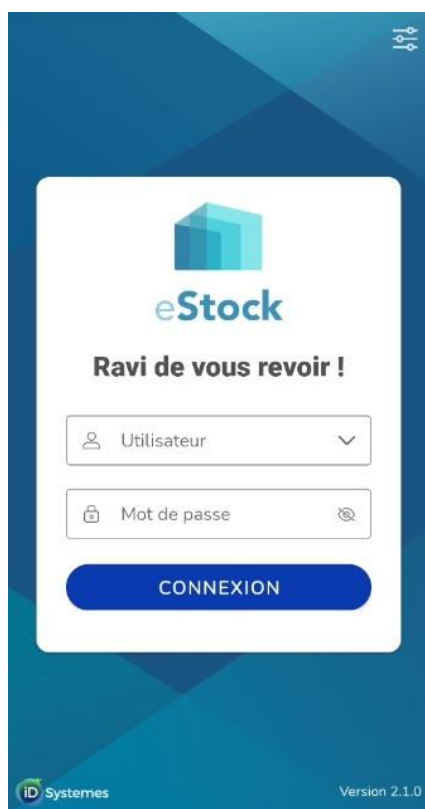 eStock
Ravi de vous revoir !
Utilisateur
Mot de passe
CONNEXION
iD Systemes
Version 2.1.0